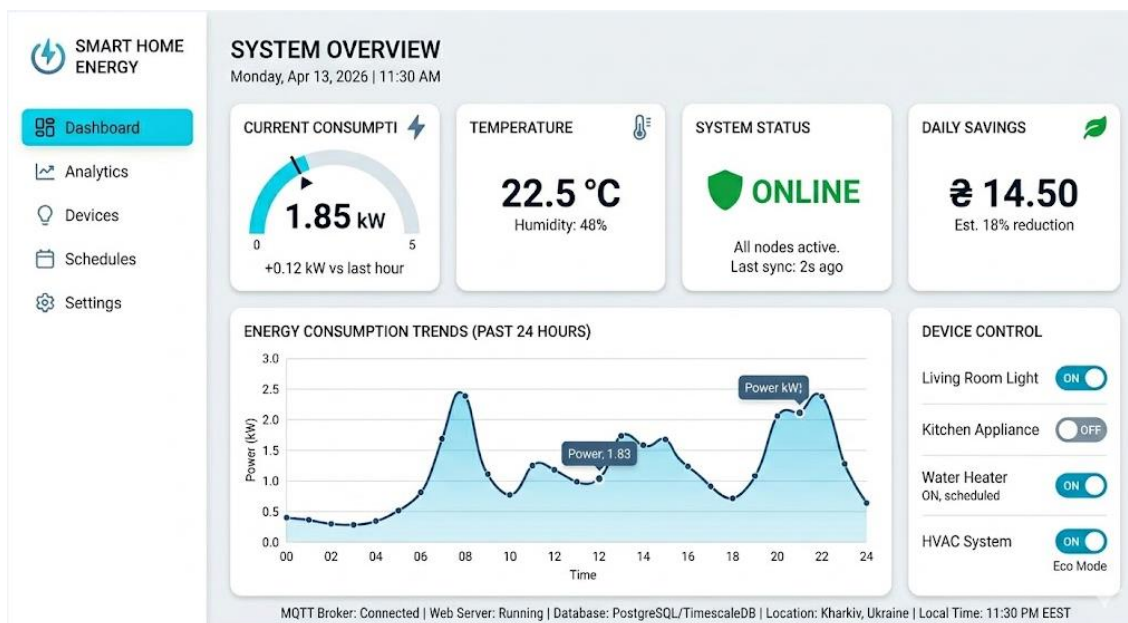 SMART HOME
ENERGY
Dashboard
Analytics
Devices
Schedules
Settings
SYSTEM OVERVIEW
Monday, Apr 13, 2026 | 11:30 AM
CURRENT CONSUMPTI
1.85 kW
0 5
+0.12 kW vs last hour
TEMPERATURE
22.5 °C
Humidity: 48%
SYSTEM STATUS
ONLINE
All nodes active.
Last sync: 2s ago
DAILY SAVINGS
₴ 14.50
Est. 18% reduction
ENERGY CONSUMPTION TRENDS (PAST 24 HOURS)
Power (kW)
3.0
2.5
2.0
1.5
1.0
0.5
0.0
Power, 1.83
Power kW
00 02 04 06 08 10 12 12 14 16 18 20 22 24
Time
DEVICE CONTROL
Living Room Light ON
Kitchen Appliance OFF
Water Heater ON
ON, scheduled
HVAC System ON
Eco Mode
MQTT Broker: Connected | Web Server: Running | Database: PostgreSQL/TimescaleDB | Location: Kharkiv, Ukraine | Local Time: 11:30 PM EEST